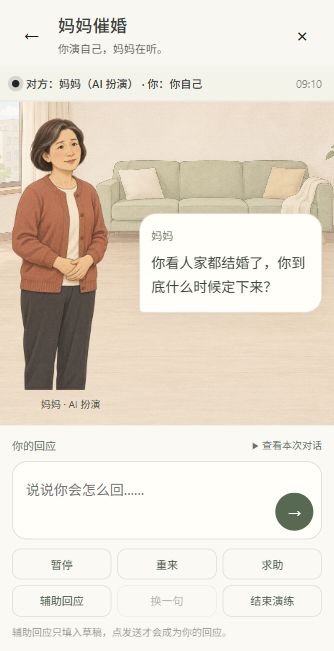 ← 妈妈催婚 ×
你演自己，妈妈在听。
对方：妈妈（AI 扮演） · 你：你自己 09:10
妈妈
你看人家都结婚了，你到
底什么时候定下来？
妈妈 · AI 扮演
你的回应 ▶ 查看本次对话
说说你会怎么回……
→
暂停 重来 求助
辅助回应 换一句 结束演练
辅助回应只填入草稿，点发送才会成为你的回应。